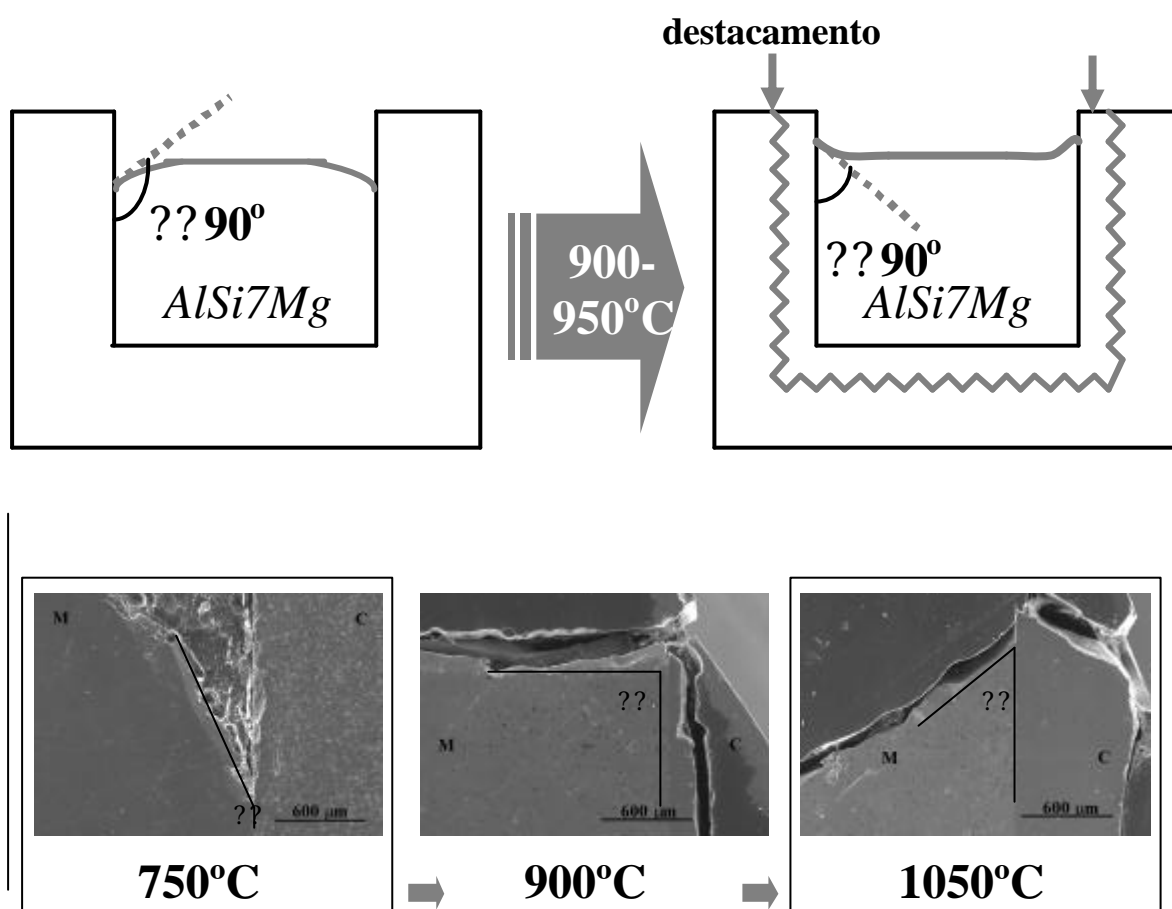 destacamento
?? 90º
AlSi7Mg
900-
950ºC
?? 90º
AlSi7Mg
M
C
??
600 µm
750ºC
??
M
C
600 µm
900ºC
??
M
C
600 µm
1050ºC